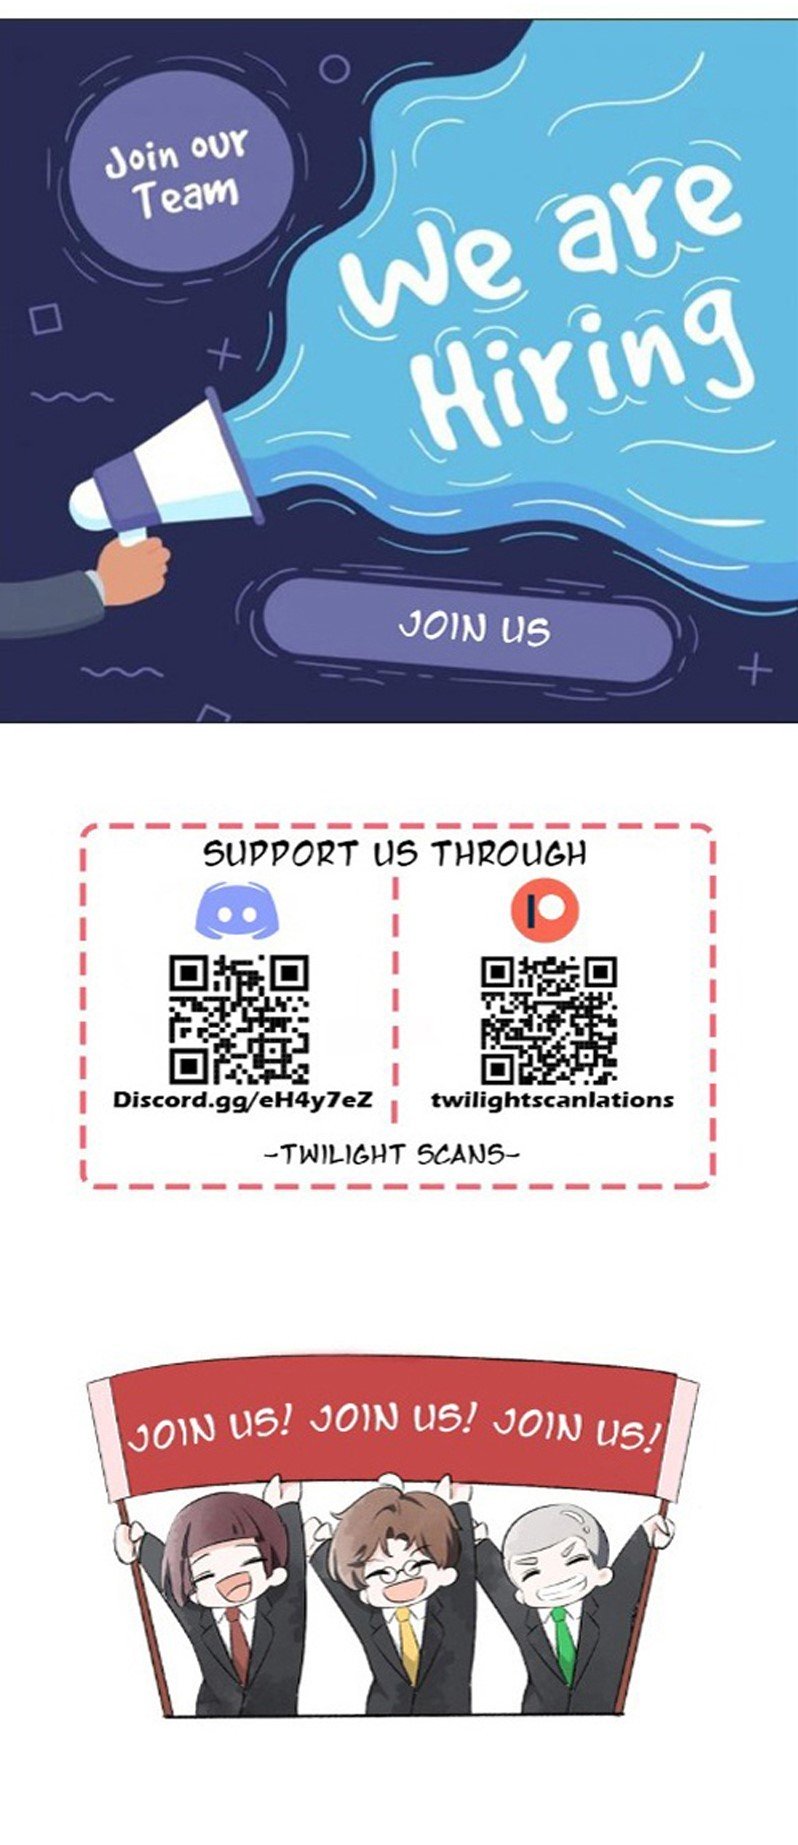 Join our
Team
We are
Hiring
JOIN US
SUPPORT US THROUGH
Discord.gg/eH4y7eZ
twilightscanlations
-TWILIGHT SCANS-
JOIN US! JOIN US! JOIN US!